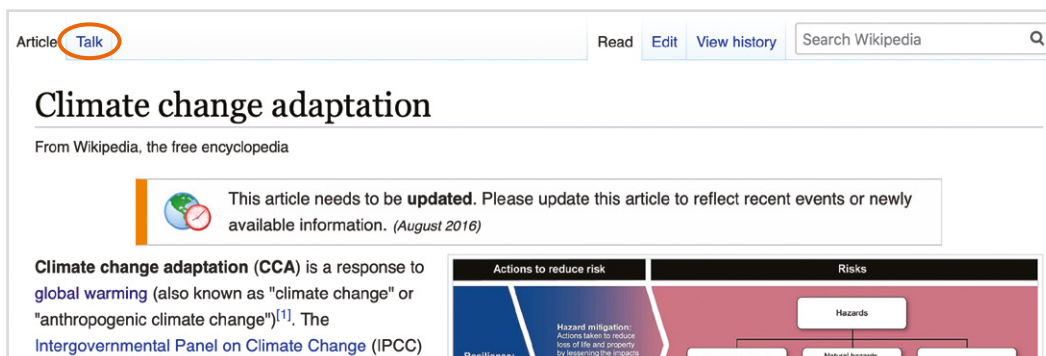 Article Talk Read Edit View history Search Wikipedia
Climate change adaptation
From Wikipedia, the free encyclopedia
This article needs to be updated. Please update this article to reflect recent events or newly
available information. (August 2016)
Climate change adaptation (CCA) is a response to
global warming (also known as "climate change" or
"anthropogenic climate change")[1]. The
Intergovernmental Panel on Climate Change (IPCC)
Actions to reduce risk
Risks
Hazard mitigation:
Actions taken to reduce
loss of life and property
by lessening the impacts
Resilience:
Hazards
Natural hazards